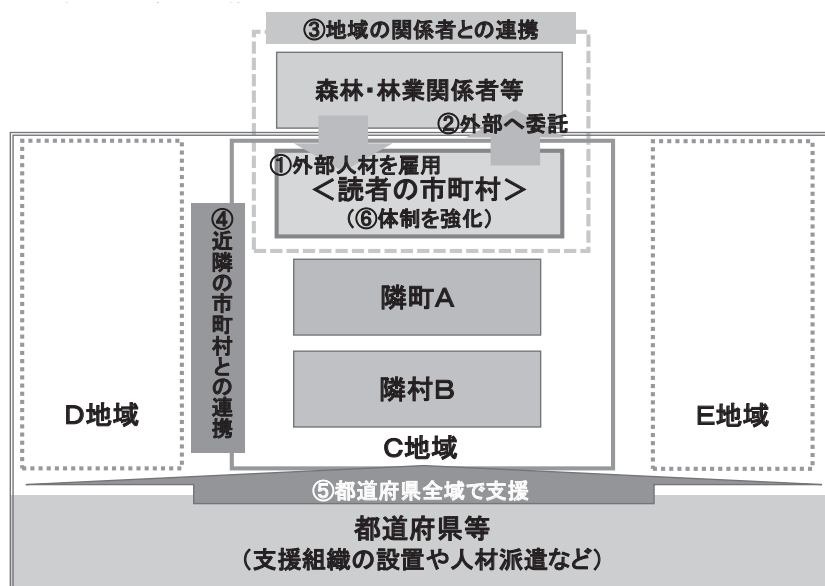 ③地域の関係者との連携
森林・林業関係者等
②外部へ委託
①外部人材を雇用
＜読者の市町村＞
（⑥体制を強化）
④近隣の市町村との連携
隣町A
隣村B
D地域
C地域
E地域
⑤都道府県全域で支援
都道府県等
（支援組織の設置や人材派遣など）